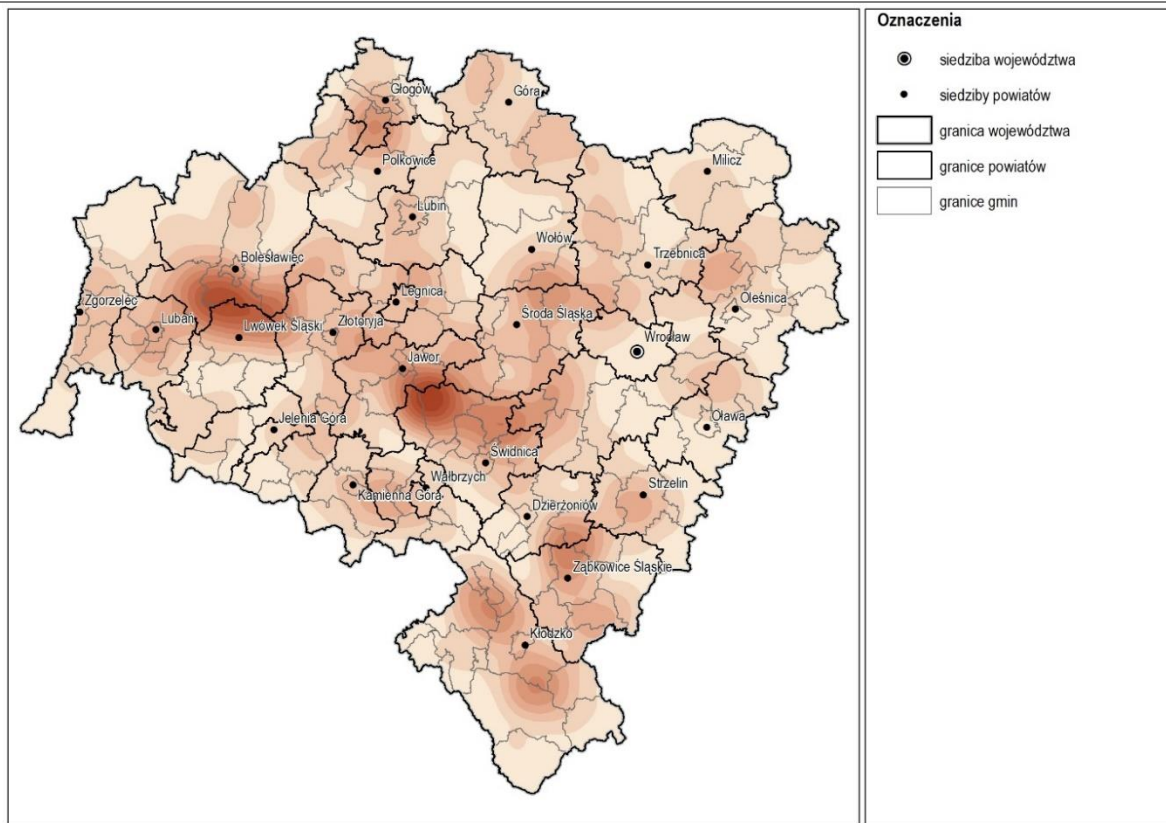 Oznaczenia
siedziba województwa
siedziby powiatów
granica województwa
granice powiatów
granice gmin
Głogów
Góra
Polkowice
Milicz
Lubin
Wołów
Trzebnica
Bolesławiec
Legnica
Oleśnica
Zgorzelec
Lubań
Lwówek Śląski
Złotoryja
Środa Śląska
Wrocław
Jawor
Jelenia Góra
Oława
Świdnica
Wałbrzych
Kamienna Góra
Strzelin
Dzierżoniów
Ząbkowice Śląskie
Kłodzko